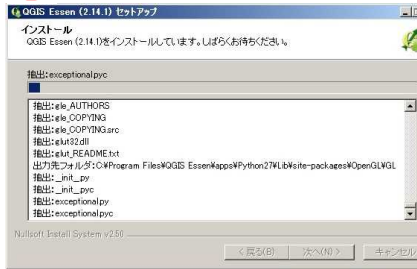 QGIS Essen (2.14.1) セットアップ
インストール
QGIS Essen (2.14.1)をインストールしています。しばらくお待ちください。
抽出: exceptional.pyc
抽出: gle_AUTHORS
抽出: gle_COPYING
抽出: gle_COPYING.src
抽出: glut32.dll
抽出: glut_README.txt
出力先フォルダ: C:¥Program Files¥QGIS Essen¥apps¥Python27¥Lib¥site-packages¥OpenGL¥GL
抽出: __init__.py
抽出: __init__.pyc
抽出: exceptional.py
抽出: exceptional.pyc
Nullsoft Install System v2.50
< 戻る(B)
次へ(N) >
キャンセル